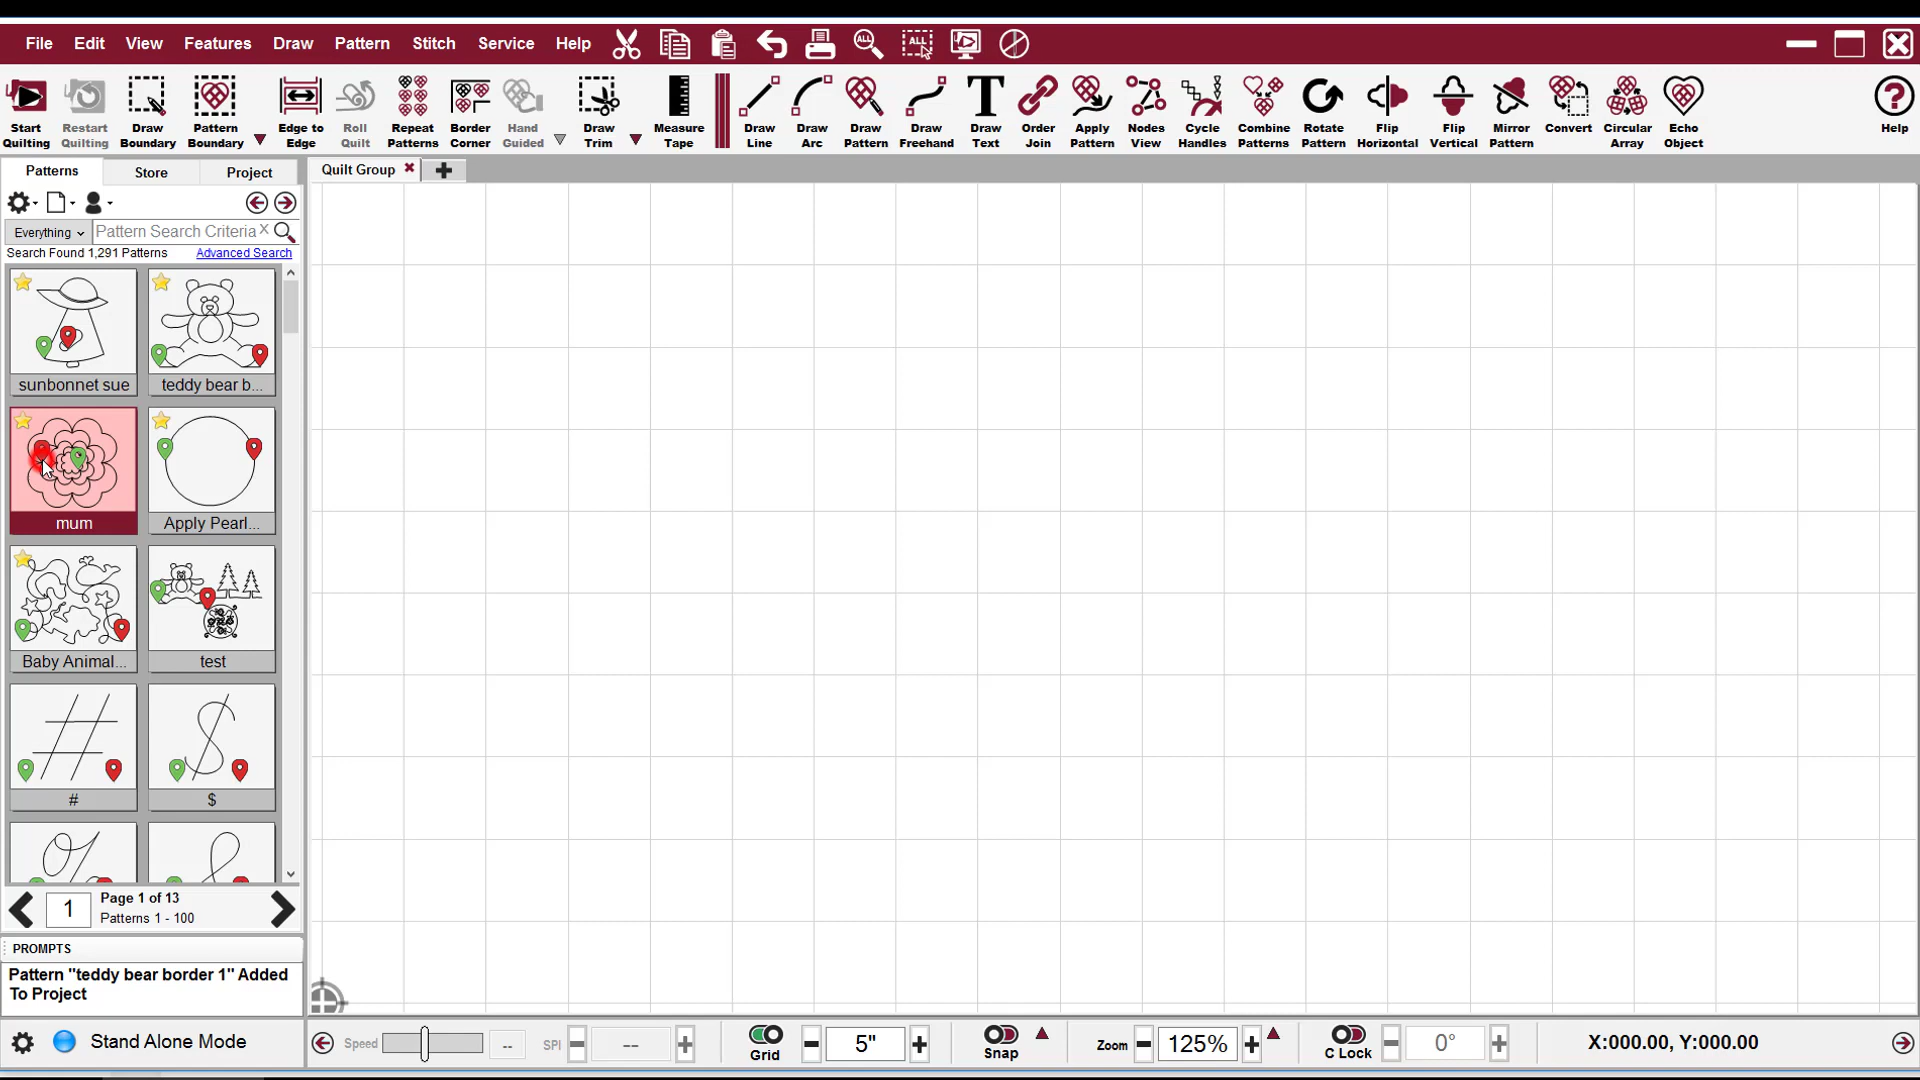 File Edit View Features Draw Pattern Stitch Service Help
ALL ALL
Start Quilting
Restart Quilting
Draw Boundary
Pattern Boundary
Edge to Edge
Roll Quilt
Repeat Patterns
Border Corner
Hand Guided
Draw Trim
Measure Tape
Draw Line
Draw Arc
Draw Pattern
Draw Freehand
Draw Text
Order Join
Apply Pattern
Nodes View
Cycle Handles
Combine Patterns
Rotate Pattern
Flip Horizontal
Flip Vertical
Mirror Pattern
Convert
Circular Array
Echo Object
Help
Patterns Store Project
Quilt Group
Everything Pattern Search Criteria X
Search Found 1,291 Patterns Advanced Search
sunbonnet sue teddy bear b...
mum Apply Pearl...
Baby Animal... test
# $
1
Page 1 of 13
Patterns 1 - 100
PROMPTS
Pattern "teddy bear border 1" Added
To Project
Stand Alone Mode
Speed -- SPI -- Grid 5" Snap Zoom 125% C Lock 0° X:000.00, Y:000.00